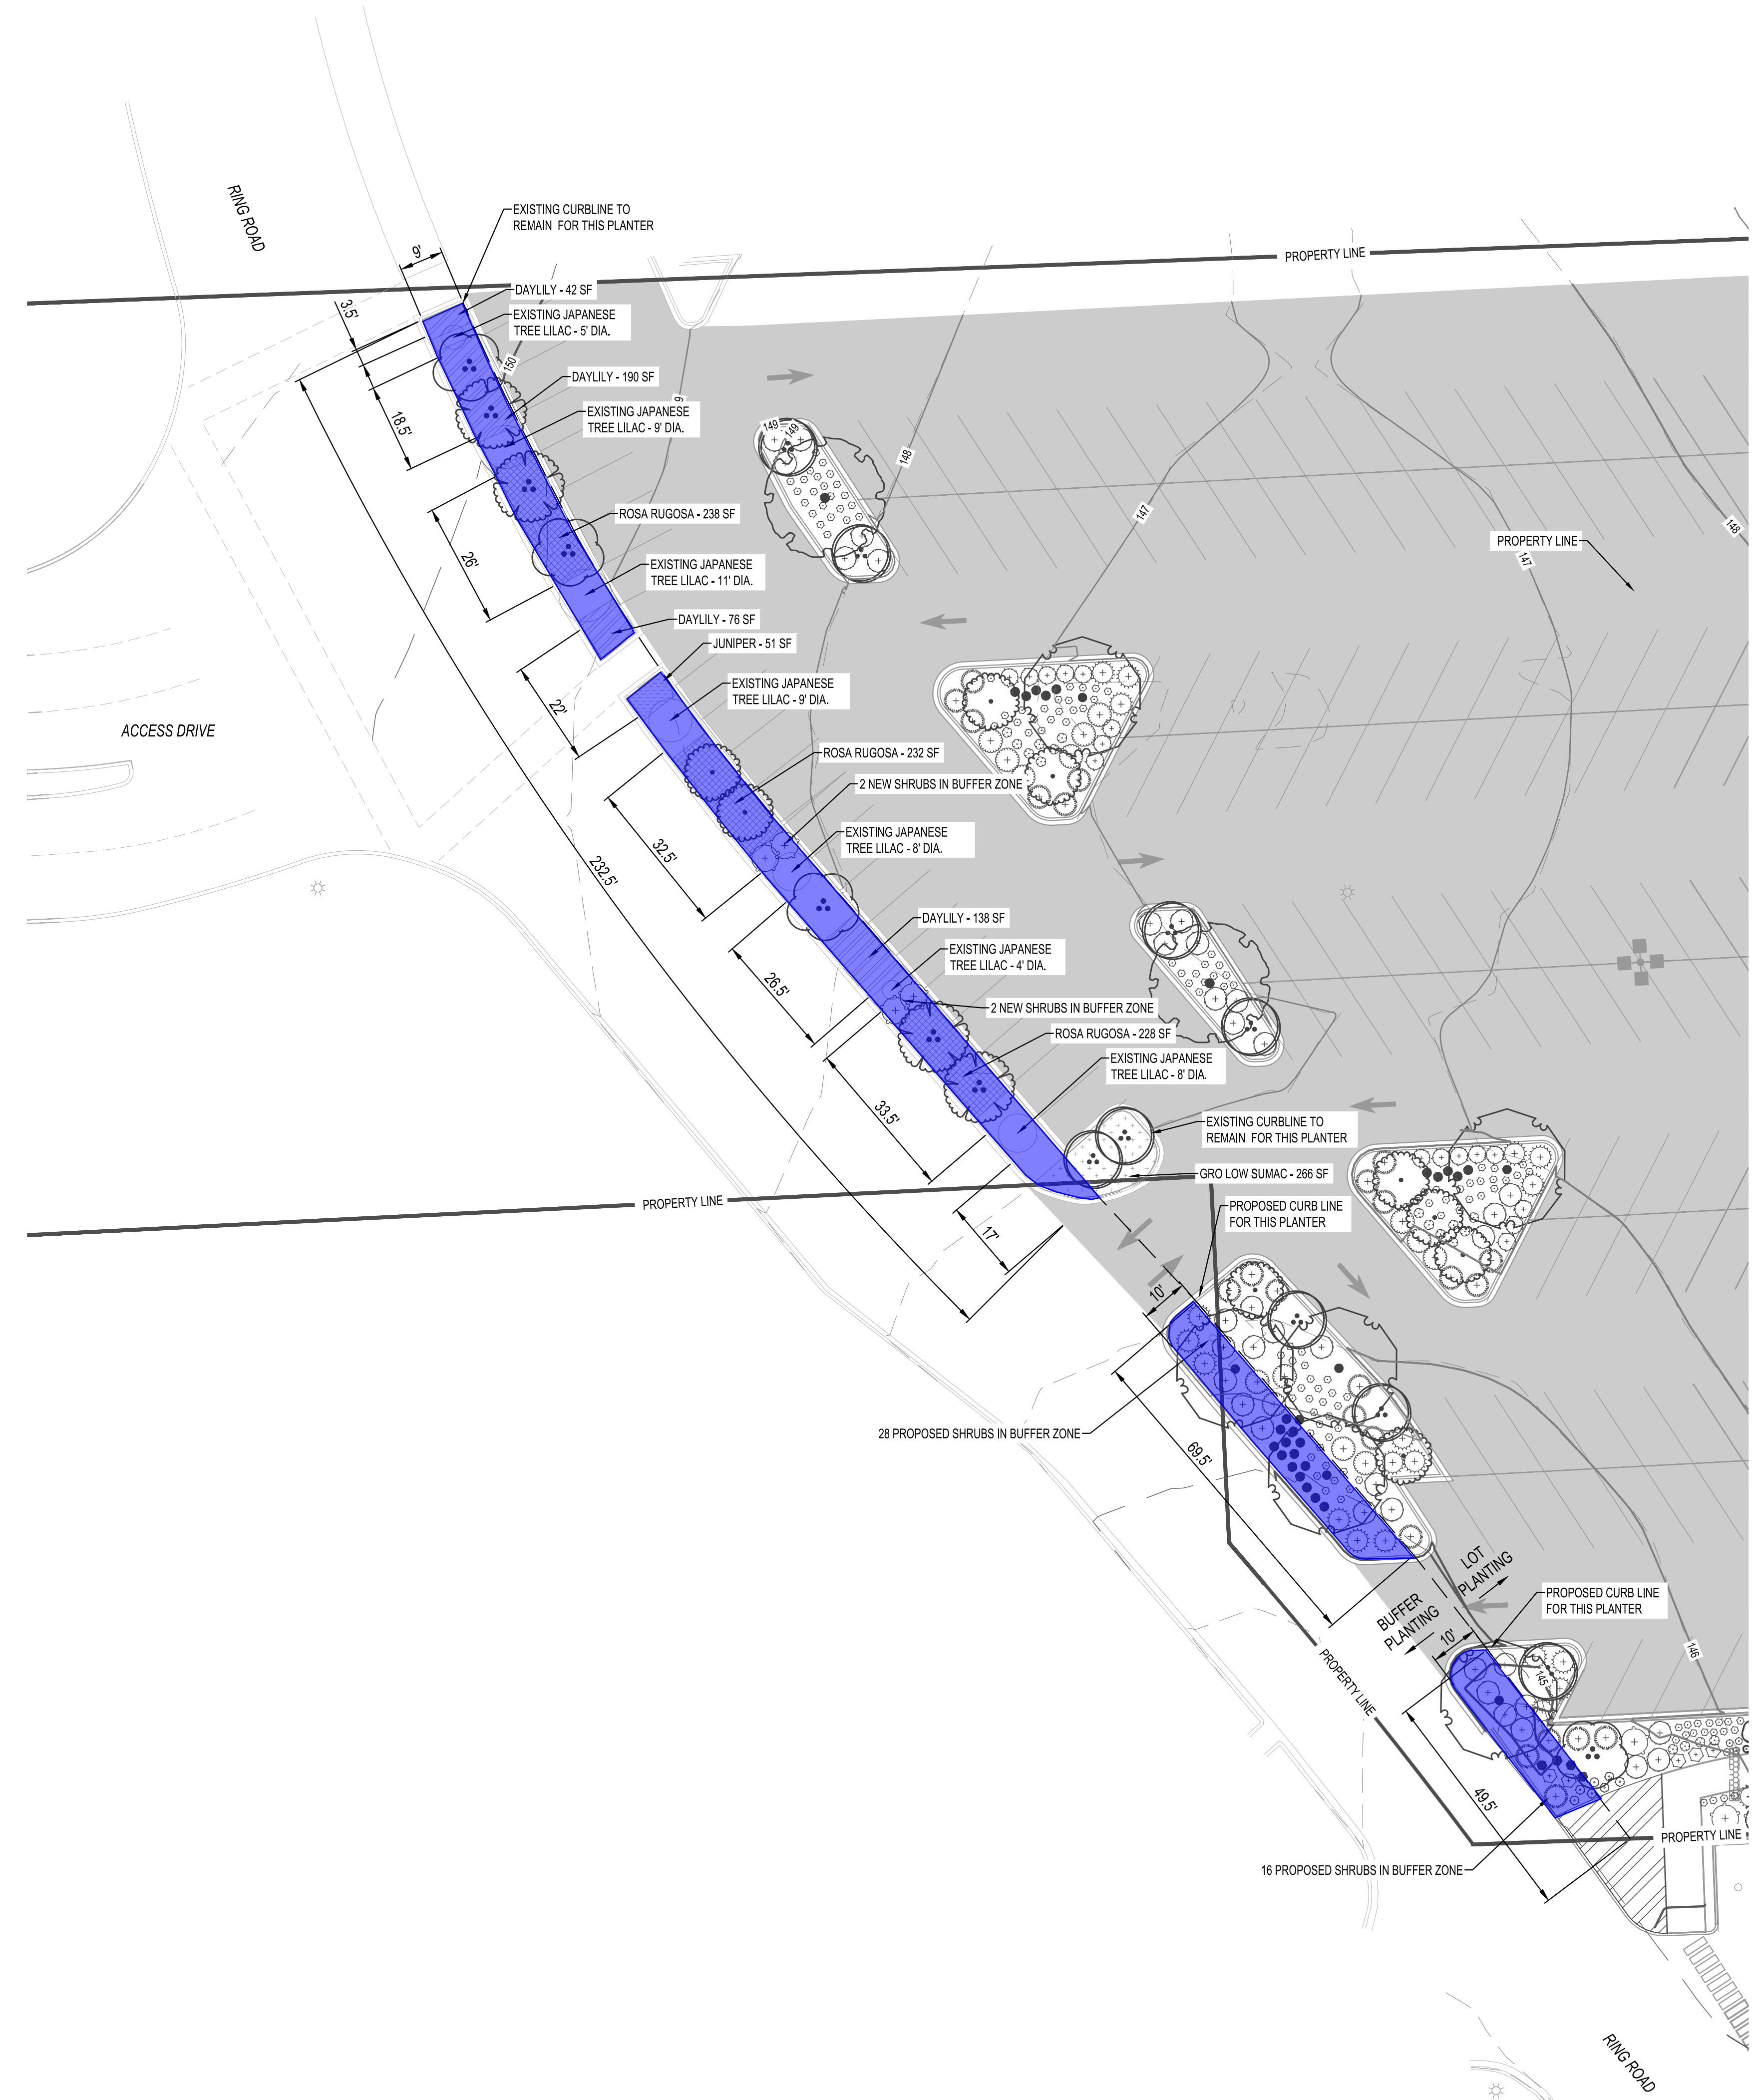 RING ROAD
EXISTING CURBLINE TO
REMAIN FOR THIS PLANTER
9'
PROPERTY LINE
DAYLILY - 42 SF
3.5'
EXISTING JAPANESE
TREE LILAC - 5' DIA.
150
DAYLILY - 190 SF
9
EXISTING JAPANESE
TREE LILAC - 9' DIA.
18.5'
149
149
148
147
148
ROSA RUGOSA - 238 SF
PROPERTY LINE
26'
147
EXISTING JAPANESE
TREE LILAC - 11' DIA.
DAYLILY - 76 SF
JUNIPER - 51 SF
EXISTING JAPANESE
TREE LILAC - 9' DIA.
22'
ACCESS DRIVE
ROSA RUGOSA - 232 SF
2 NEW SHRUBS IN BUFFER ZONE
EXISTING JAPANESE
TREE LILAC - 8' DIA.
32.5'
232.5'
DAYLILY - 138 SF
EXISTING JAPANESE
TREE LILAC - 4' DIA.
26.5'
2 NEW SHRUBS IN BUFFER ZONE
ROSA RUGOSA - 228 SF
EXISTING JAPANESE
TREE LILAC - 8' DIA.
33.5'
EXISTING CURBLINE TO
REMAIN FOR THIS PLANTER
GRO LOW SUMAC - 266 SF
PROPERTY LINE
PROPOSED CURB LINE
FOR THIS PLANTER
17'
10'
28 PROPOSED SHRUBS IN BUFFER ZONE
69.5'
LOT
PLANTING
BUFFER
PLANTING
PROPOSED CURB LINE
FOR THIS PLANTER
10'
146
145
PROPERTY LINE
49.5'
PROPERTY LINE
16 PROPOSED SHRUBS IN BUFFER ZONE
RING ROAD